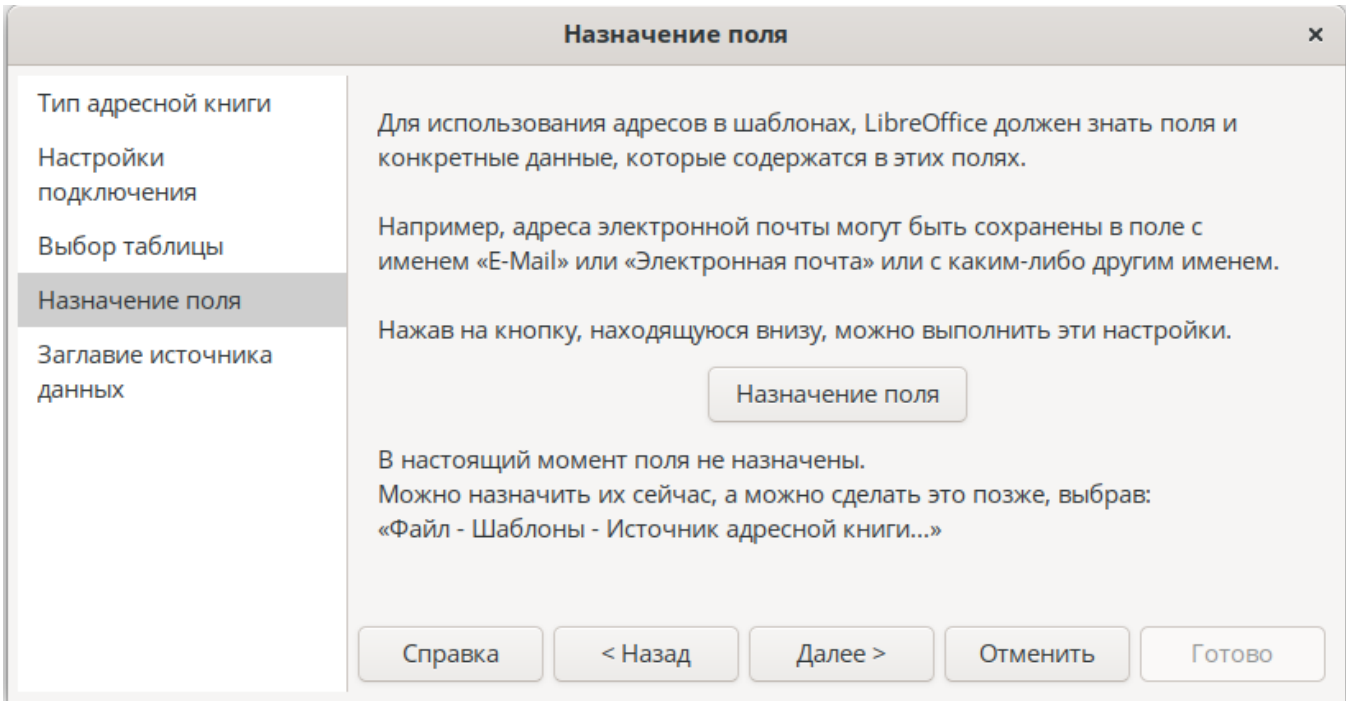 Назначение поля
×
Тип адресной книги
Настройки
подключения
Выбор таблицы
Назначение поля
Заглавие источника
данных
Для использования адресов в шаблонах, LibreOffice должен знать поля и
конкретные данные, которые содержатся в этих полях.
Например, адреса электронной почты могут быть сохранены в поле с
именем «E-Mail» или «Электронная почта» или с каким-либо другим именем.
Нажав на кнопку, находящуюся внизу, можно выполнить эти настройки.
Назначение поля
В настоящий момент поля не назначены.
Можно назначить их сейчас, а можно сделать это позже, выбрав:
«Файл - Шаблоны - Источник адресной книги...»
Справка
< Назад
Далее >
Отменить
Готово